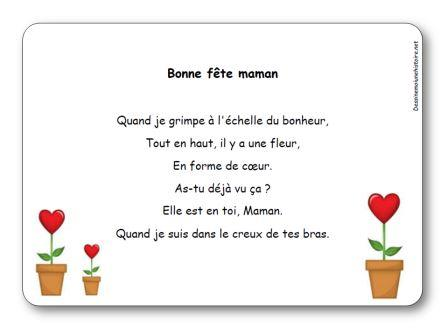 Bonne fête maman
Quand je grimpe à l'échelle du bonheur,
Tout en haut, il y a une fleur,
En forme de cœur.
As-tu déjà vu ça ?
Elle est en toi, Maman.
Quand je suis dans le creux de tes bras.
Dessinemoiunehistoire.net